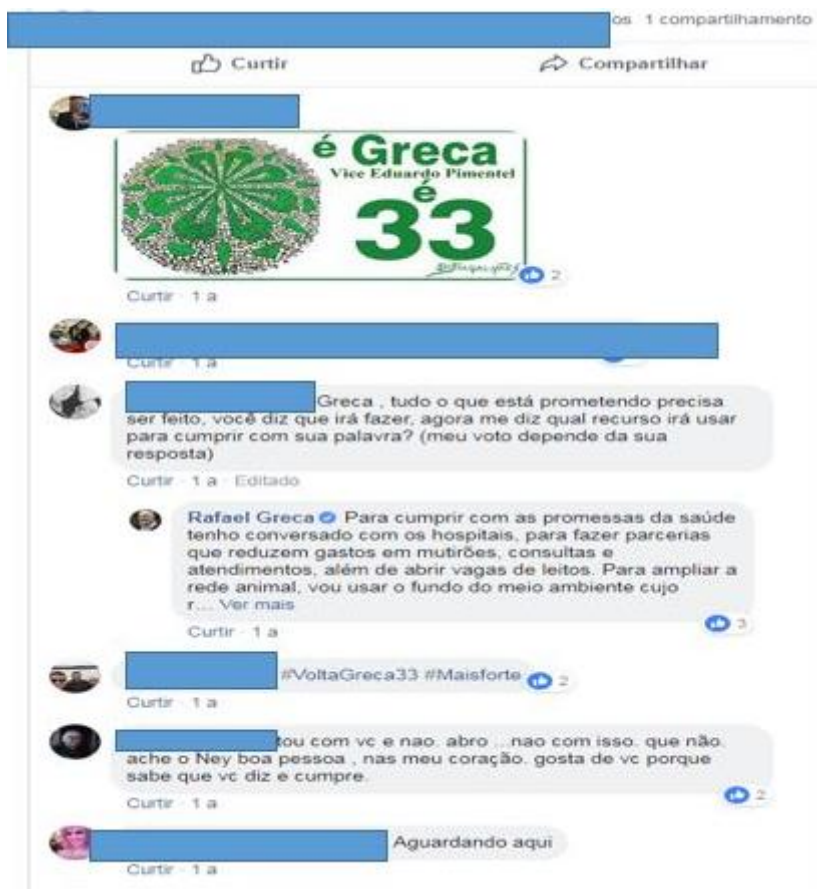 os 1 compartilhamento
Curtir Compartilhar
é Greca
Vice Eduardo Pimentel
é
33
2
Curtir · 1 a
Curtir · 1 a
Greca , tudo o que está prometendo precisa
ser feito, você diz que irá fazer, agora me diz qual recurso irá usar
para cumprir com sua palavra? (meu voto depende da sua
resposta)
Curtir · 1 a · Editado
Rafael Greca Para cumprir com as promessas da saúde
tenho conversado com os hospitais, para fazer parcerias
que reduzem gastos em mutirões, consultas e
atendimentos, além de abrir vagas de leitos. Para ampliar a
rede animal, vou usar o fundo do meio ambiente cujo
r... Ver mais
3
Curtir · 1 a
#VoltaGreca33 #Maisforte
2
Curtir · 1 a
tou com vc e nao. abro ...nao com isso. que não.
ache o Ney boa pessoa , nas meu coração. gosta de vc porque
sabe que vc diz e cumpre.
2
Curtir · 1 a
Aguardando aqui
Curtir · 1 a